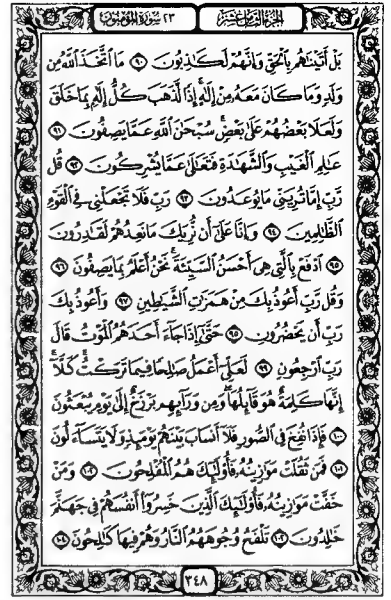 الجزء الثامن عشر
٢٣ سورة المؤمنون
بَلْ أَتَيْنَٰهُم بِٱلْحَقِّ وَإِنَّهُمْ لَكَٰذِبُونَ ٩٠ مَا ٱتَّخَذَ ٱللَّهُ مِن
وَلَدٍ وَمَا كَانَ مَعَهُۥ مِنْ إِلَٰهٍ إِذًا لَّذَهَبَ كُلُّ إِلَٰهٍۭ بِمَا خَلَقَ
وَلَعَلَا بَعْضُهُمْ عَلَىٰ بَعْضٍ سُبْحَٰنَ ٱللَّهِ عَمَّا يَصِفُونَ ٩١
عَٰلِمِ ٱلْغَيْبِ وَٱلشَّهَٰدَةِ فَتَعَٰلَىٰ عَمَّا يُشْرِكُونَ ٩٢ قُل
رَّبِّ إِمَّا تُرِيَنِّى مَا يُوعَدُونَ ٩٣ رَبِّ فَلَا تَجْعَلْنِى فِى ٱلْقَوْمِ
ٱلظَّٰلِمِينَ ٩٤ وَإِنَّا عَلَىٰٓ أَن نُّرِيَكَ مَا نَعِدُهُمْ لَقَٰدِرُونَ
٩٥ ٱدْفَعْ بِٱلَّتِى هِىَ أَحْسَنُ ٱلسَّيِّئَةَ نَحْنُ أَعْلَمُ بِمَا يَصِفُونَ ٩٦
وَقُل رَّبِّ أَعُوذُ بِكَ مِنْ هَمَزَٰتِ ٱلشَّيَٰطِينِ ٩٧ وَأَعُوذُ بِكَ
رَبِّ أَن يَحْضُرُونِ ٩٨ حَتَّىٰٓ إِذَا جَآءَ أَحَدَهُمُ ٱلْمَوْتُ قَالَ
رَبِّ ٱرْجِعُونِ ٩٩ لَعَلِّىٓ أَعْمَلُ صَٰلِحًا فِيمَا تَرَكْتُ كَلَّآ
إِنَّهَا كَلِمَةٌ هُوَ قَآئِلُهَا وَمِن وَرَآئِهِم بَرْزَخٌ إِلَىٰ يَوْمِ يُبْعَثُونَ
١٠٠ فَإِذَا نُفِخَ فِى ٱلصُّورِ فَلَآ أَنسَابَ بَيْنَهُمْ يَوْمَئِذٍ وَلَا يَتَسَآءَلُونَ
١٠١ فَمَن ثَقُلَتْ مَوَٰزِينُهُۥ فَأُو۟لَٰٓئِكَ هُمُ ٱلْمُفْلِحُونَ ١٠٢ وَمَنْ
خَفَّتْ مَوَٰزِينُهُۥ فَأُو۟لَٰٓئِكَ ٱلَّذِينَ خَسِرُوٓا۟ أَنفُسَهُمْ فِى جَهَنَّمَ
خَٰلِدُونَ ١٠٣ تَلْفَحُ وُجُوهَهُمُ ٱلنَّارُ وَهُمْ فِيهَا كَٰلِحُونَ ١٠٤
٣٤٨